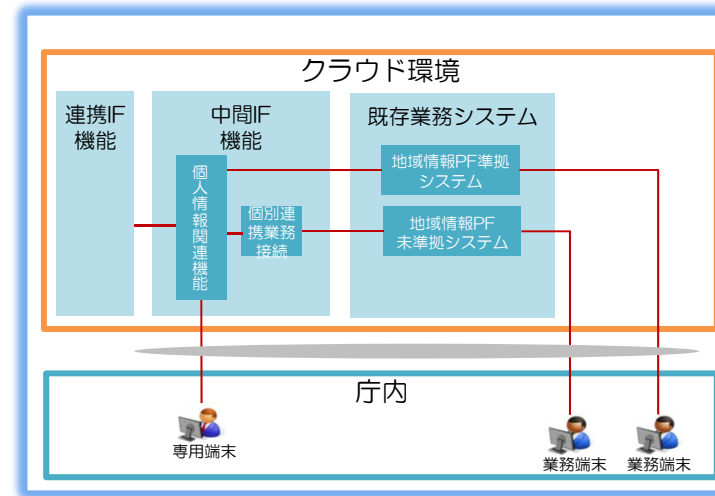 クラウド環境
連携IF
機能
中間IF
機能
既存業務システム
個人情報関連機能
個別連
携業務
接続
地域情報PF準拠
システム
地域情報PF
未準拠システム
庁内
専用端末
業務端末
業務端末